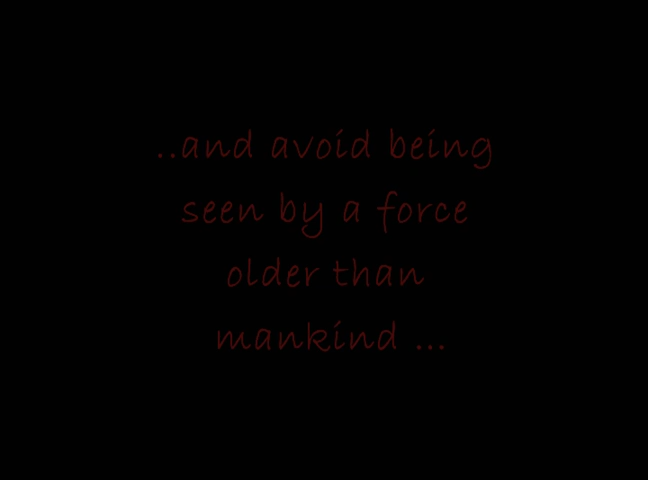 ..and avoid being
seen by a force
older than
mankind ...